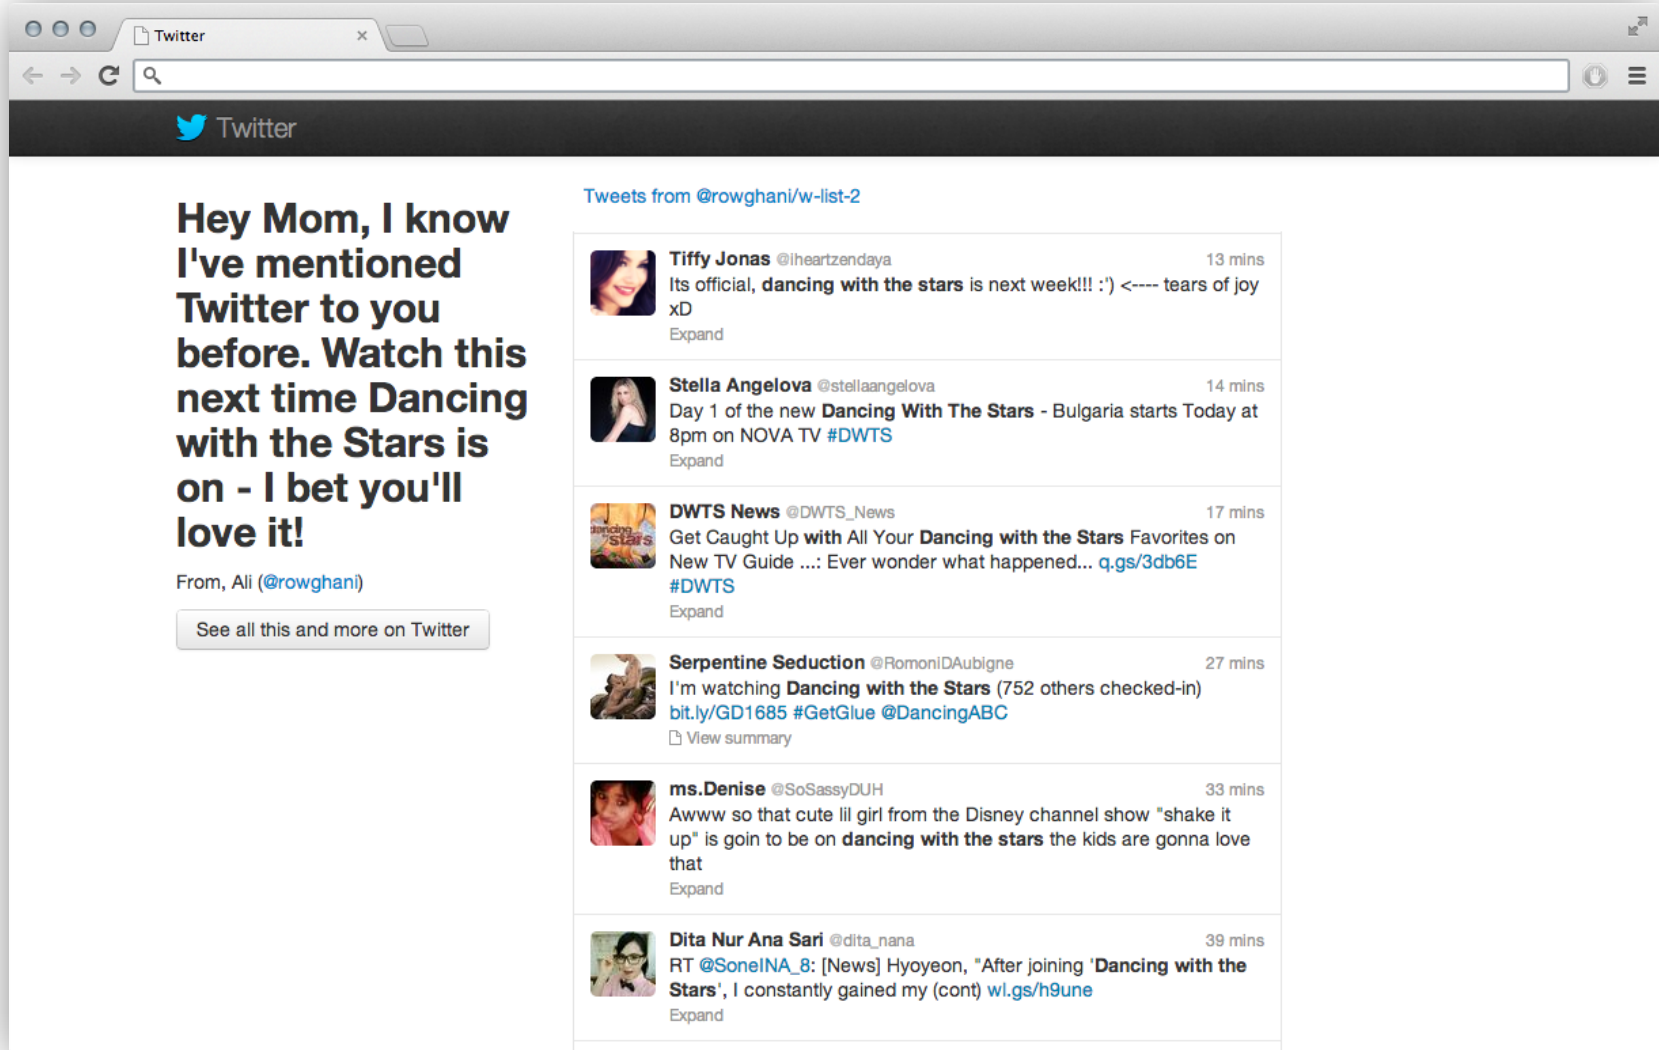 Twitter
Twitter
Hey Mom, I know
I've mentioned
Twitter to you
before. Watch this
next time Dancing
with the Stars is
on - I bet you'll
love it!
From, Ali (@rowghani)
See all this and more on Twitter
Tweets from @rowghani/w-list-2
Tiffy Jonas @iheartzendaya 13 mins
Its official, dancing with the stars is next week!!! :') <---- tears of joy
xD
Expand
Stella Angelova @stellaangelova 14 mins
Day 1 of the new Dancing With The Stars - Bulgaria starts Today at
8pm on NOVA TV #DWTS
Expand
DWTS News @DWTS_News 17 mins
Get Caught Up with All Your Dancing with the Stars Favorites on
New TV Guide ...: Ever wonder what happened... q.gs/3db6E
#DWTS
Expand
Serpentine Seduction @RomoniDAubigne 27 mins
I'm watching Dancing with the Stars (752 others checked-in)
bit.ly/GD1685 #GetGlue @DancingABC
View summary
ms.Denise @SoSassyDUH 33 mins
Awww so that cute lil girl from the Disney channel show "shake it
up" is goin to be on dancing with the stars the kids are gonna love
that
Expand
Dita Nur Ana Sari @dita_nana 39 mins
RT @SoneINA_8: [News] Hyoyeon, "After joining 'Dancing with the
Stars', I constantly gained my (cont) wl.gs/h9une
Expand
dancing
stars